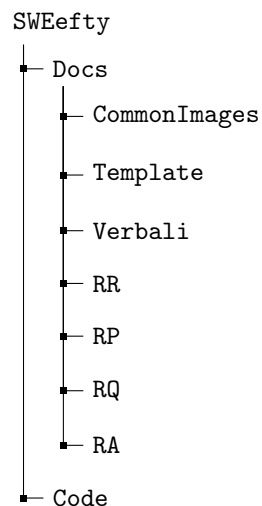 SWEefty
Docs
CommonImages
Template
Verbali
RR
RP
RQ
RA
Code